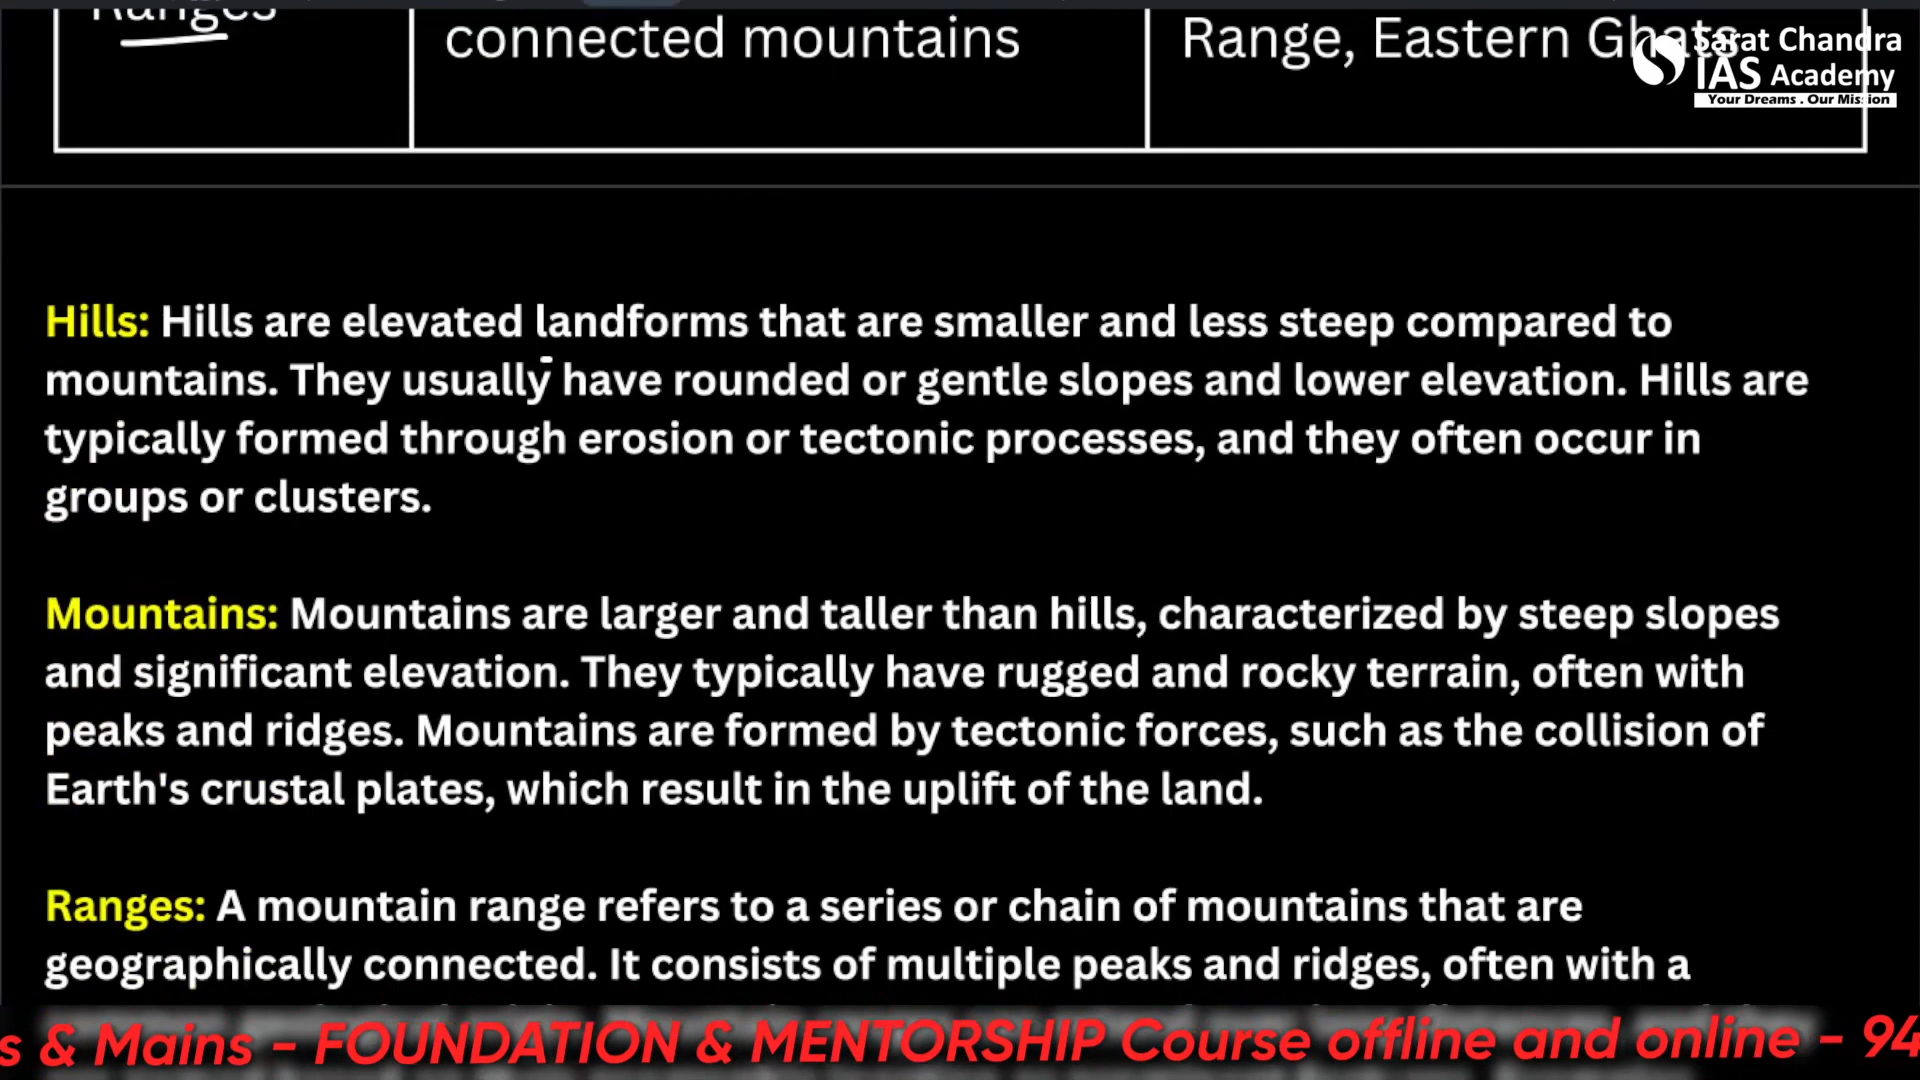 Ranges
connected mountains
Range, Eastern Ghats
Sarat Chandra
IAS Academy
Your Dreams . Our Mission
Hills: Hills are elevated landforms that are smaller and less steep compared to
mountains. They usually have rounded or gentle slopes and lower elevation. Hills are
typically formed through erosion or tectonic processes, and they often occur in
groups or clusters.
Mountains: Mountains are larger and taller than hills, characterized by steep slopes
and significant elevation. They typically have rugged and rocky terrain, often with
peaks and ridges. Mountains are formed by tectonic forces, such as the collision of
Earth's crustal plates, which result in the uplift of the land.
Ranges: A mountain range refers to a series or chain of mountains that are
geographically connected. It consists of multiple peaks and ridges, often with a
s & Mains - FOUNDATION & MENTORSHIP Course offline and online - 94